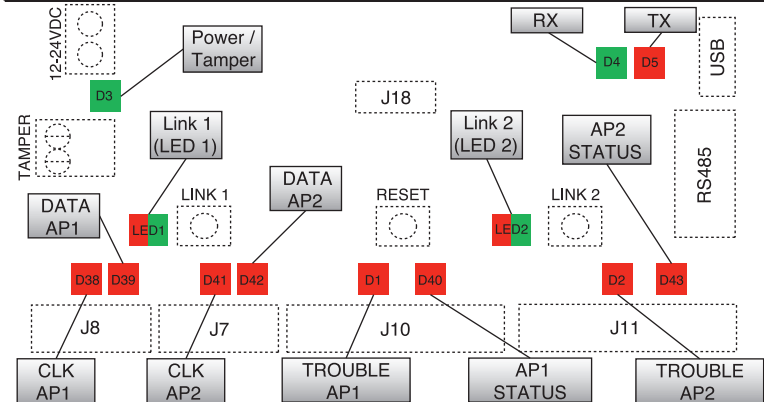 12-24VDC
Power /
Tamper
RX
TX
D4
D5
USB
D3
J18
TAMPER
Link 1
(LED 1)
Link 2
(LED 2)
AP2
STATUS
RS485
DATA
AP1
DATA
AP2
LINK 1
RESET
LINK 2
LED1
LED2
D38
D39
D41
D42
D1
D40
D2
D43
J8
J7
J10
J11
CLK
AP1
CLK
AP2
TROUBLE
AP1
AP1
STATUS
TROUBLE
AP2